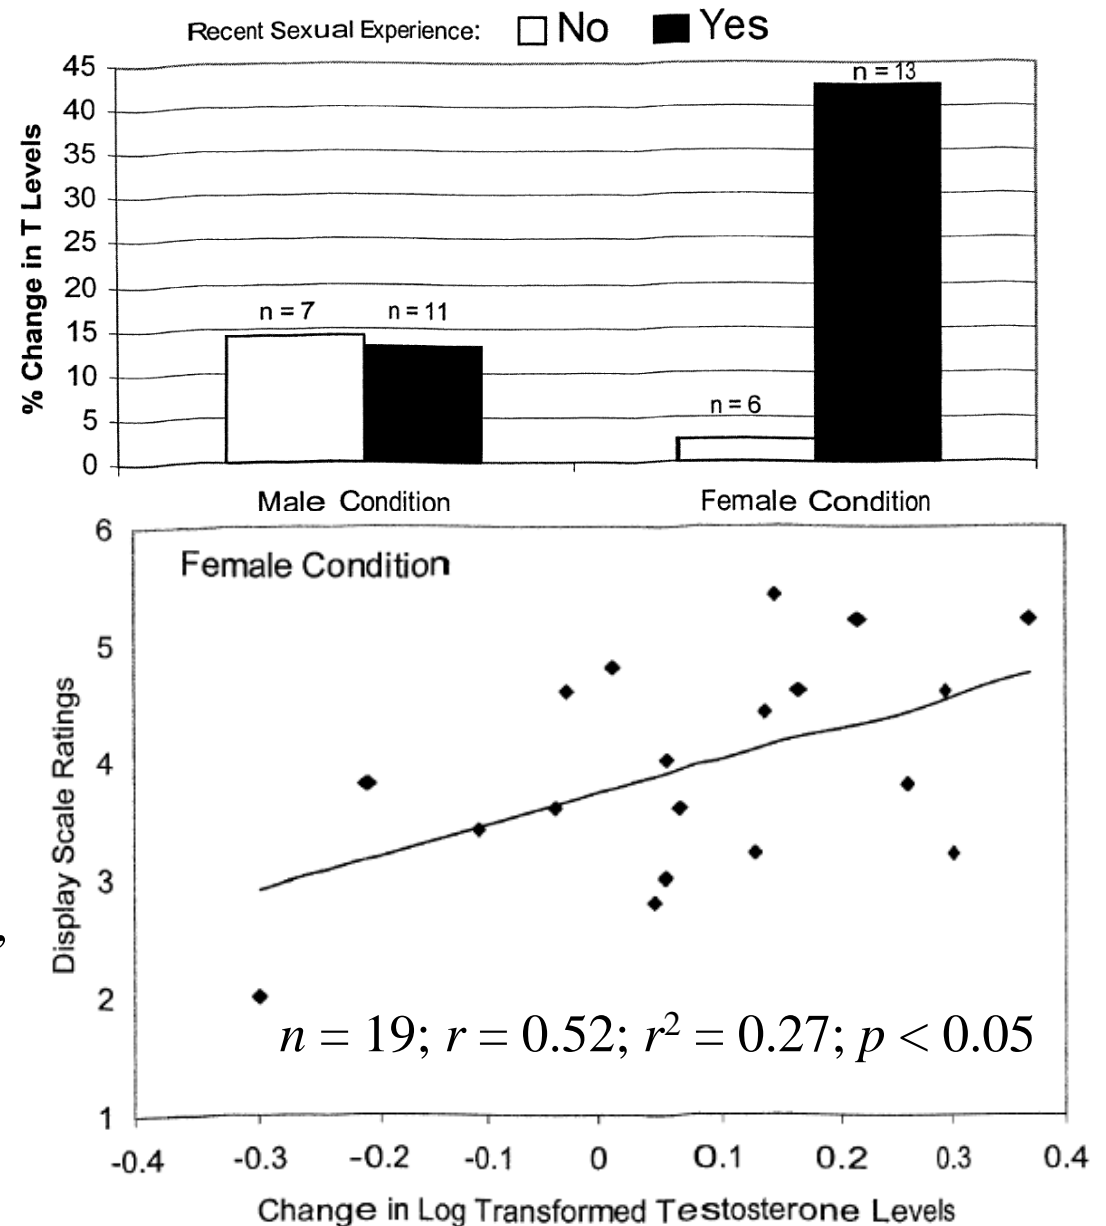 Recent Sexual Experience: No Yes
45
40
35
30
25
20
15
10
5
0
% Change in T Levels
n = 7
n = 11
n = 6
n = 13
Male Condition Female Condition
6
5
4
3
2
1
Display Scale Ratings
Female Condition
,
n = 19; r = 0.52; r² = 0.27; p < 0.05
-0.4 -0.3 -0.2 -0.1 0 0.1 0.2 0.3 0.4
Change in Log Transformed Testosterone Levels